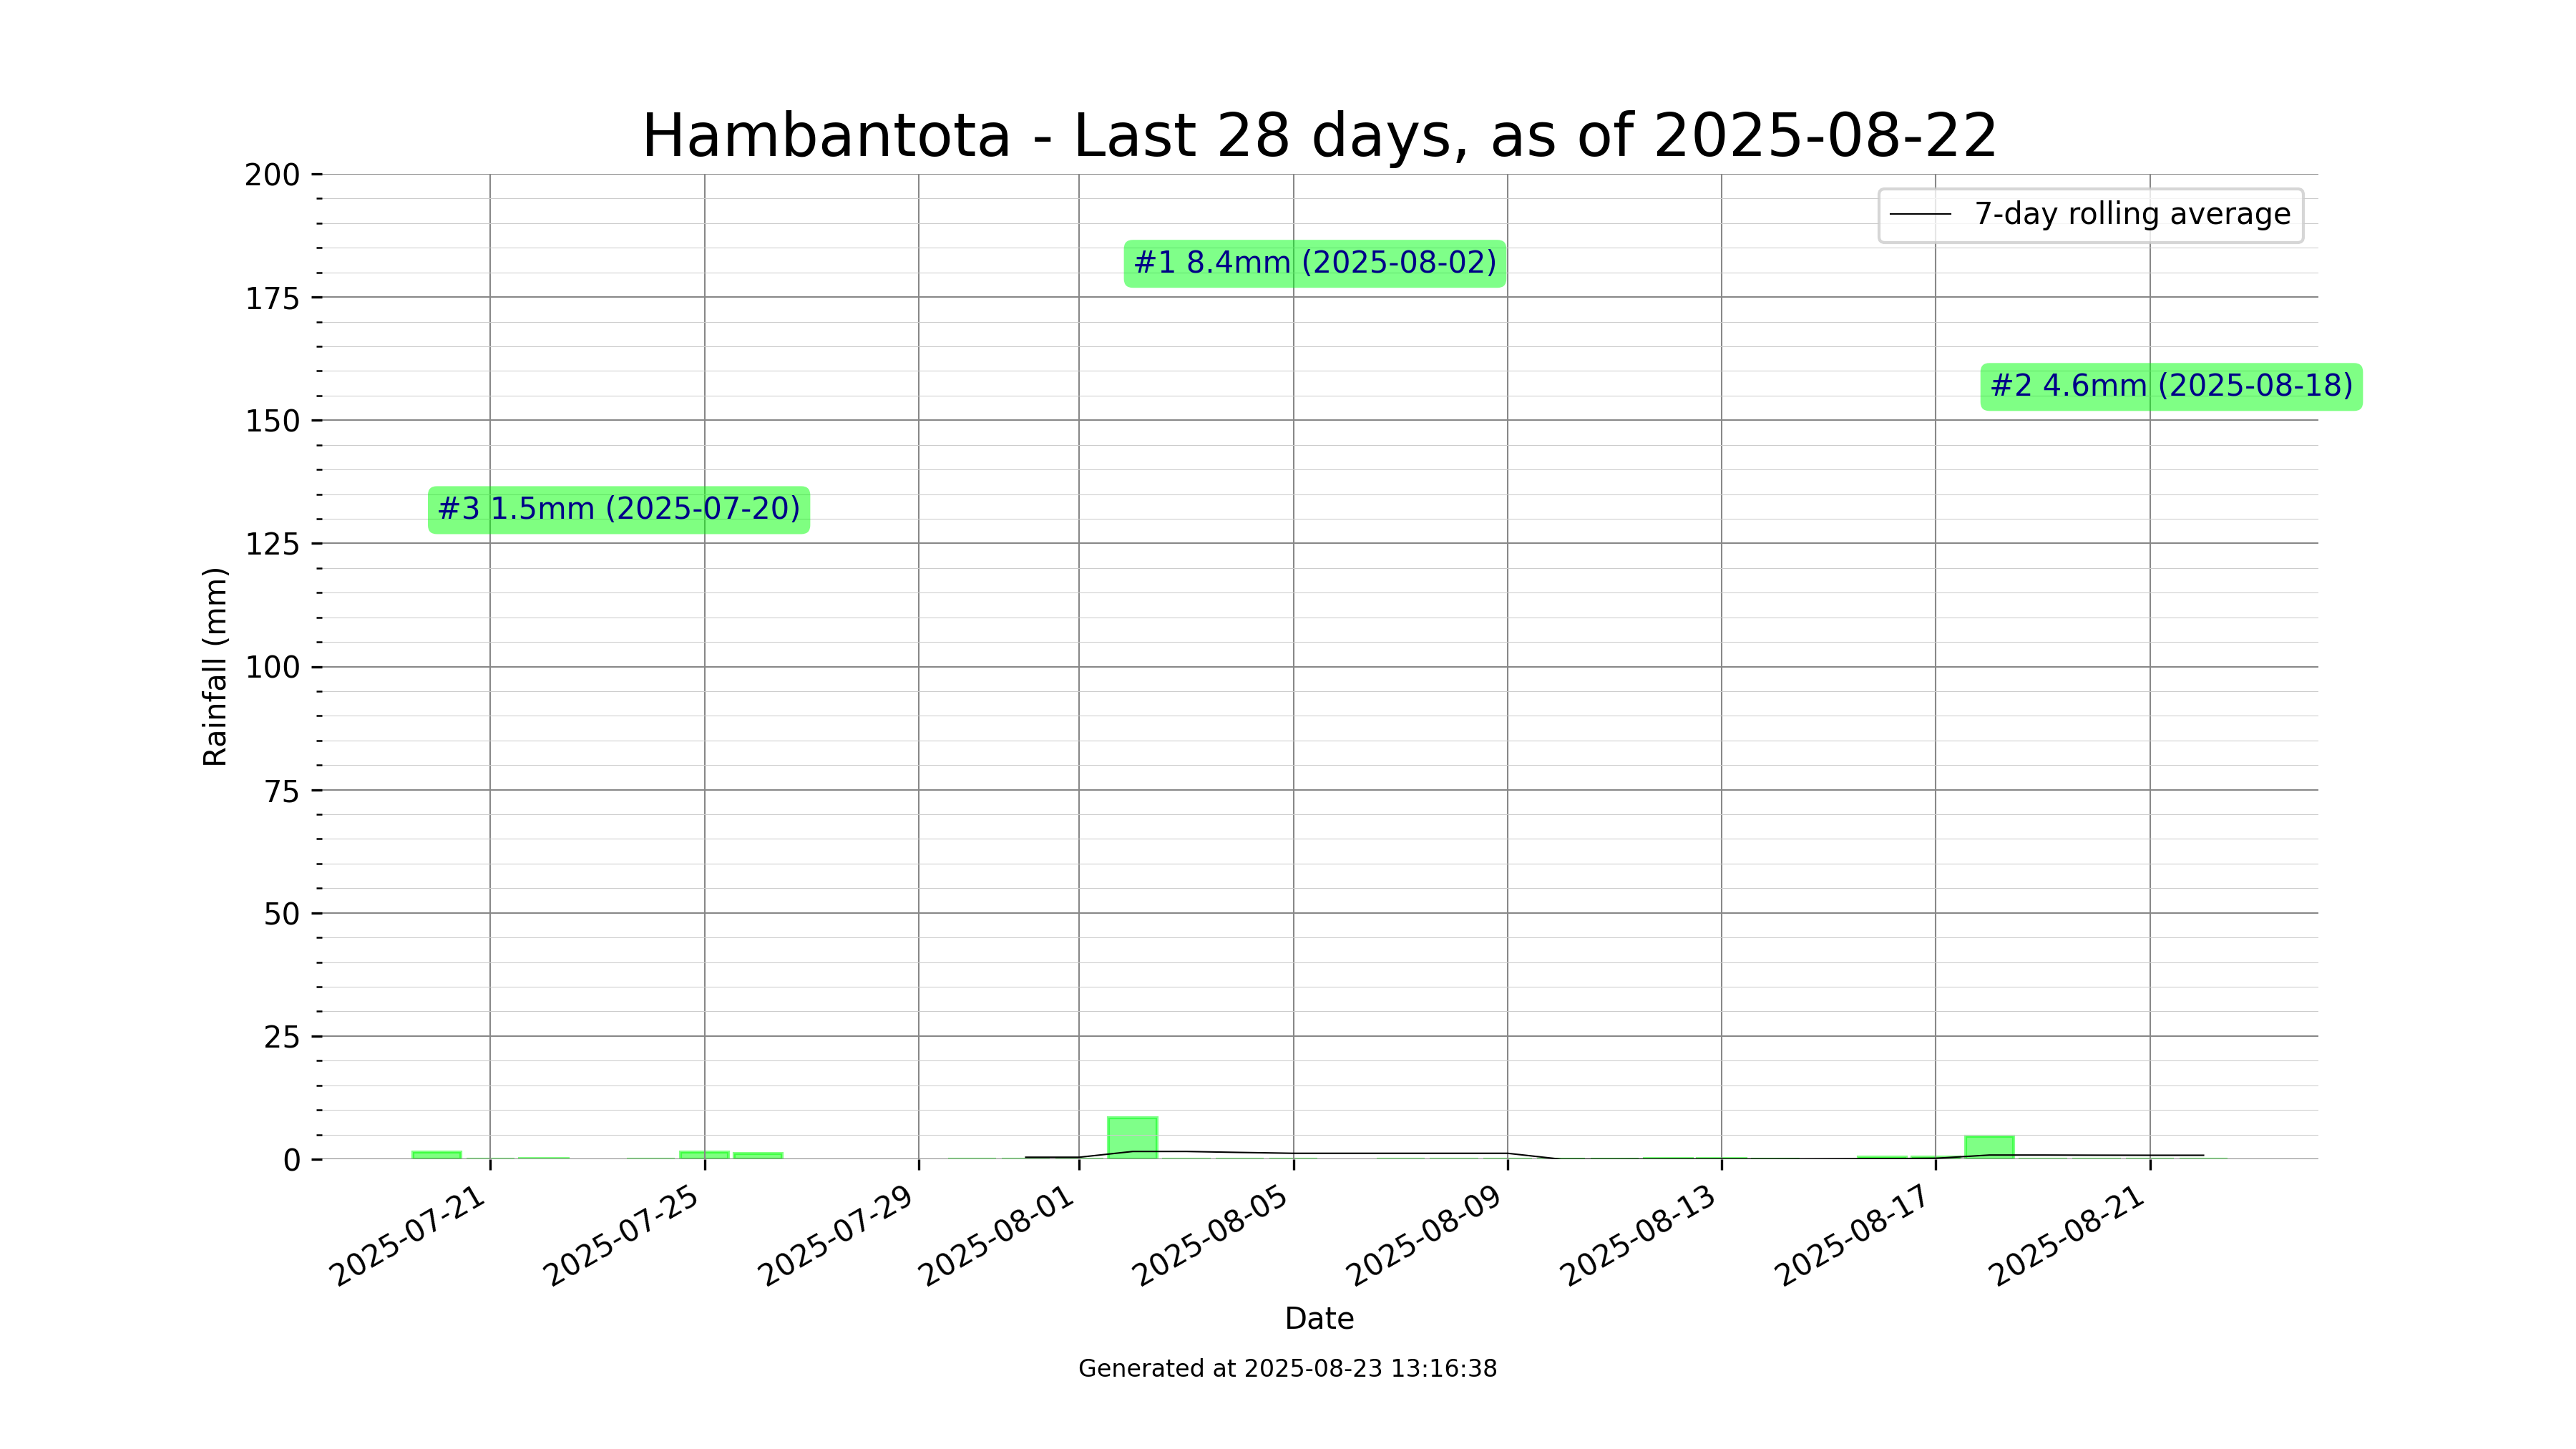 Hambantota - Last 28 days, as of 2025-08-22
7-day rolling average
#1 8.4mm (2025-08-02)
#2 4.6mm (2025-08-18)
#3 1.5mm (2025-07-20)
Rainfall (mm)
200
175
150
125
100
75
50
25
0
2025-07-21
2025-07-25
2025-07-29
2025-08-01
2025-08-05
2025-08-09
2025-08-13
2025-08-17
2025-08-21
Date
Generated at 2025-08-23 13:16:38